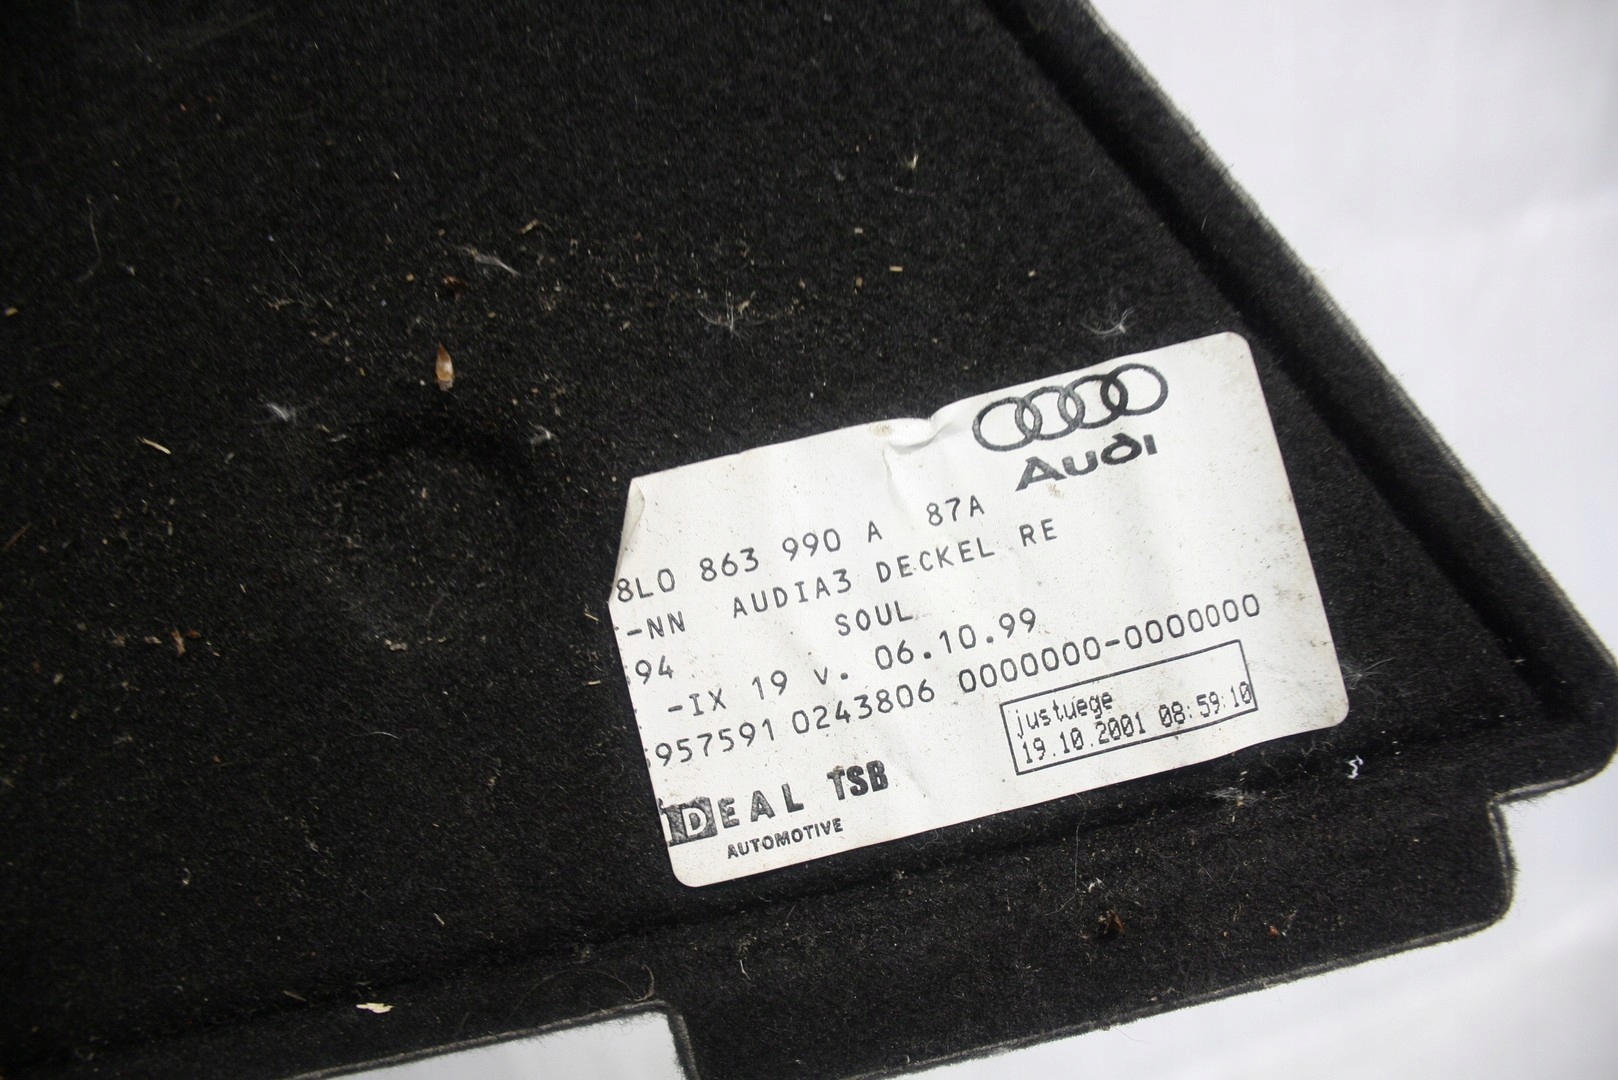 Audi
8L0 863 990 A 87A
-NN AUDIA3 DECKEL RE
94 SOUL
-IX 19 v. 06.10.99
957591 0243806 0000000-0000000
justuege
19.10.2001 08:59:10
IDEAL TSB
AUTOMOTIVE